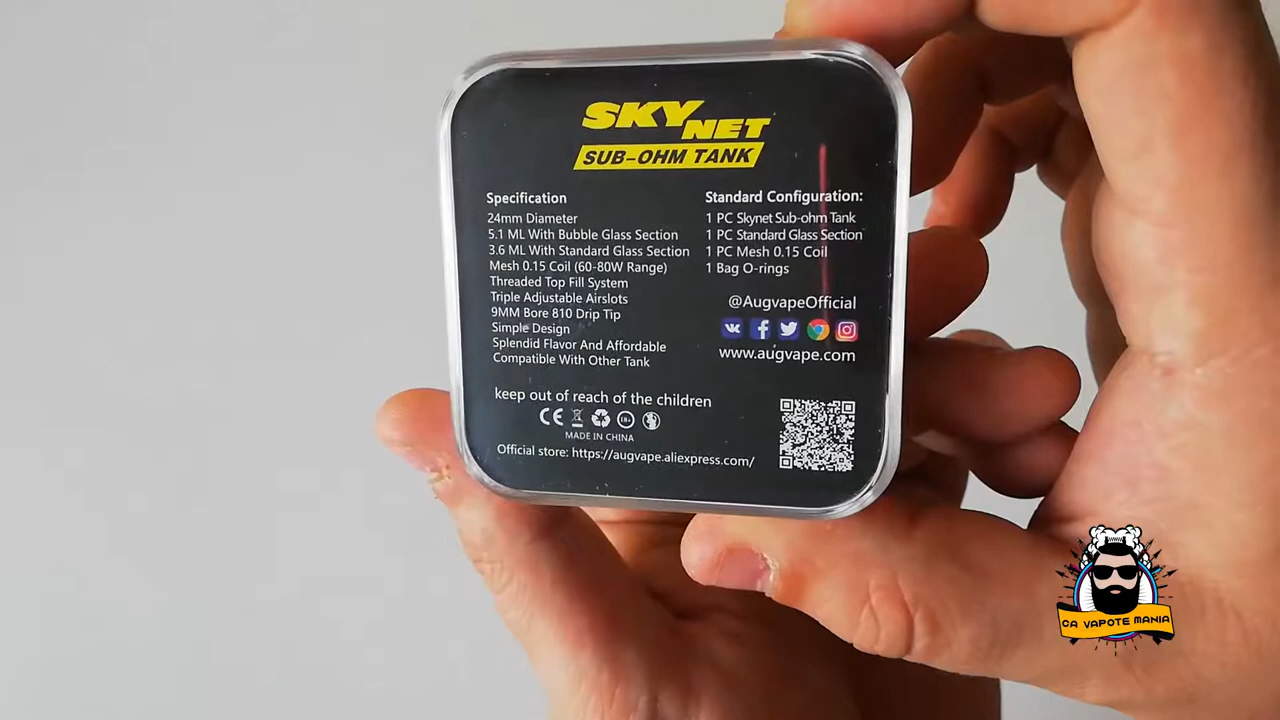 SKY
NET
SUB-OHM TANK
Specification
24mm Diameter
5.1 ML With Bubble Glass Section
3.6 ML With Standard Glass Section
Mesh 0.15 Coil (60-80W Range)
Threaded Top Fill System
Triple Adjustable Airslots
9MM Bore 810 Drip Tip
Simple Design
Splendid Flavor And Affordable
Compatible With Other Tank
Standard Configuration:
1 PC Skynet Sub-ohm Tank
1 PC Standard Glass Section
1 PC Mesh 0.15 Coil
1 Bag O-rings
@AugvapeOfficial
www.augvape.com
keep out of reach of the children
CE
18+
MADE IN CHINA
Official store: https://augvape.aliexpress.com/
CA VAPOTE MANIA